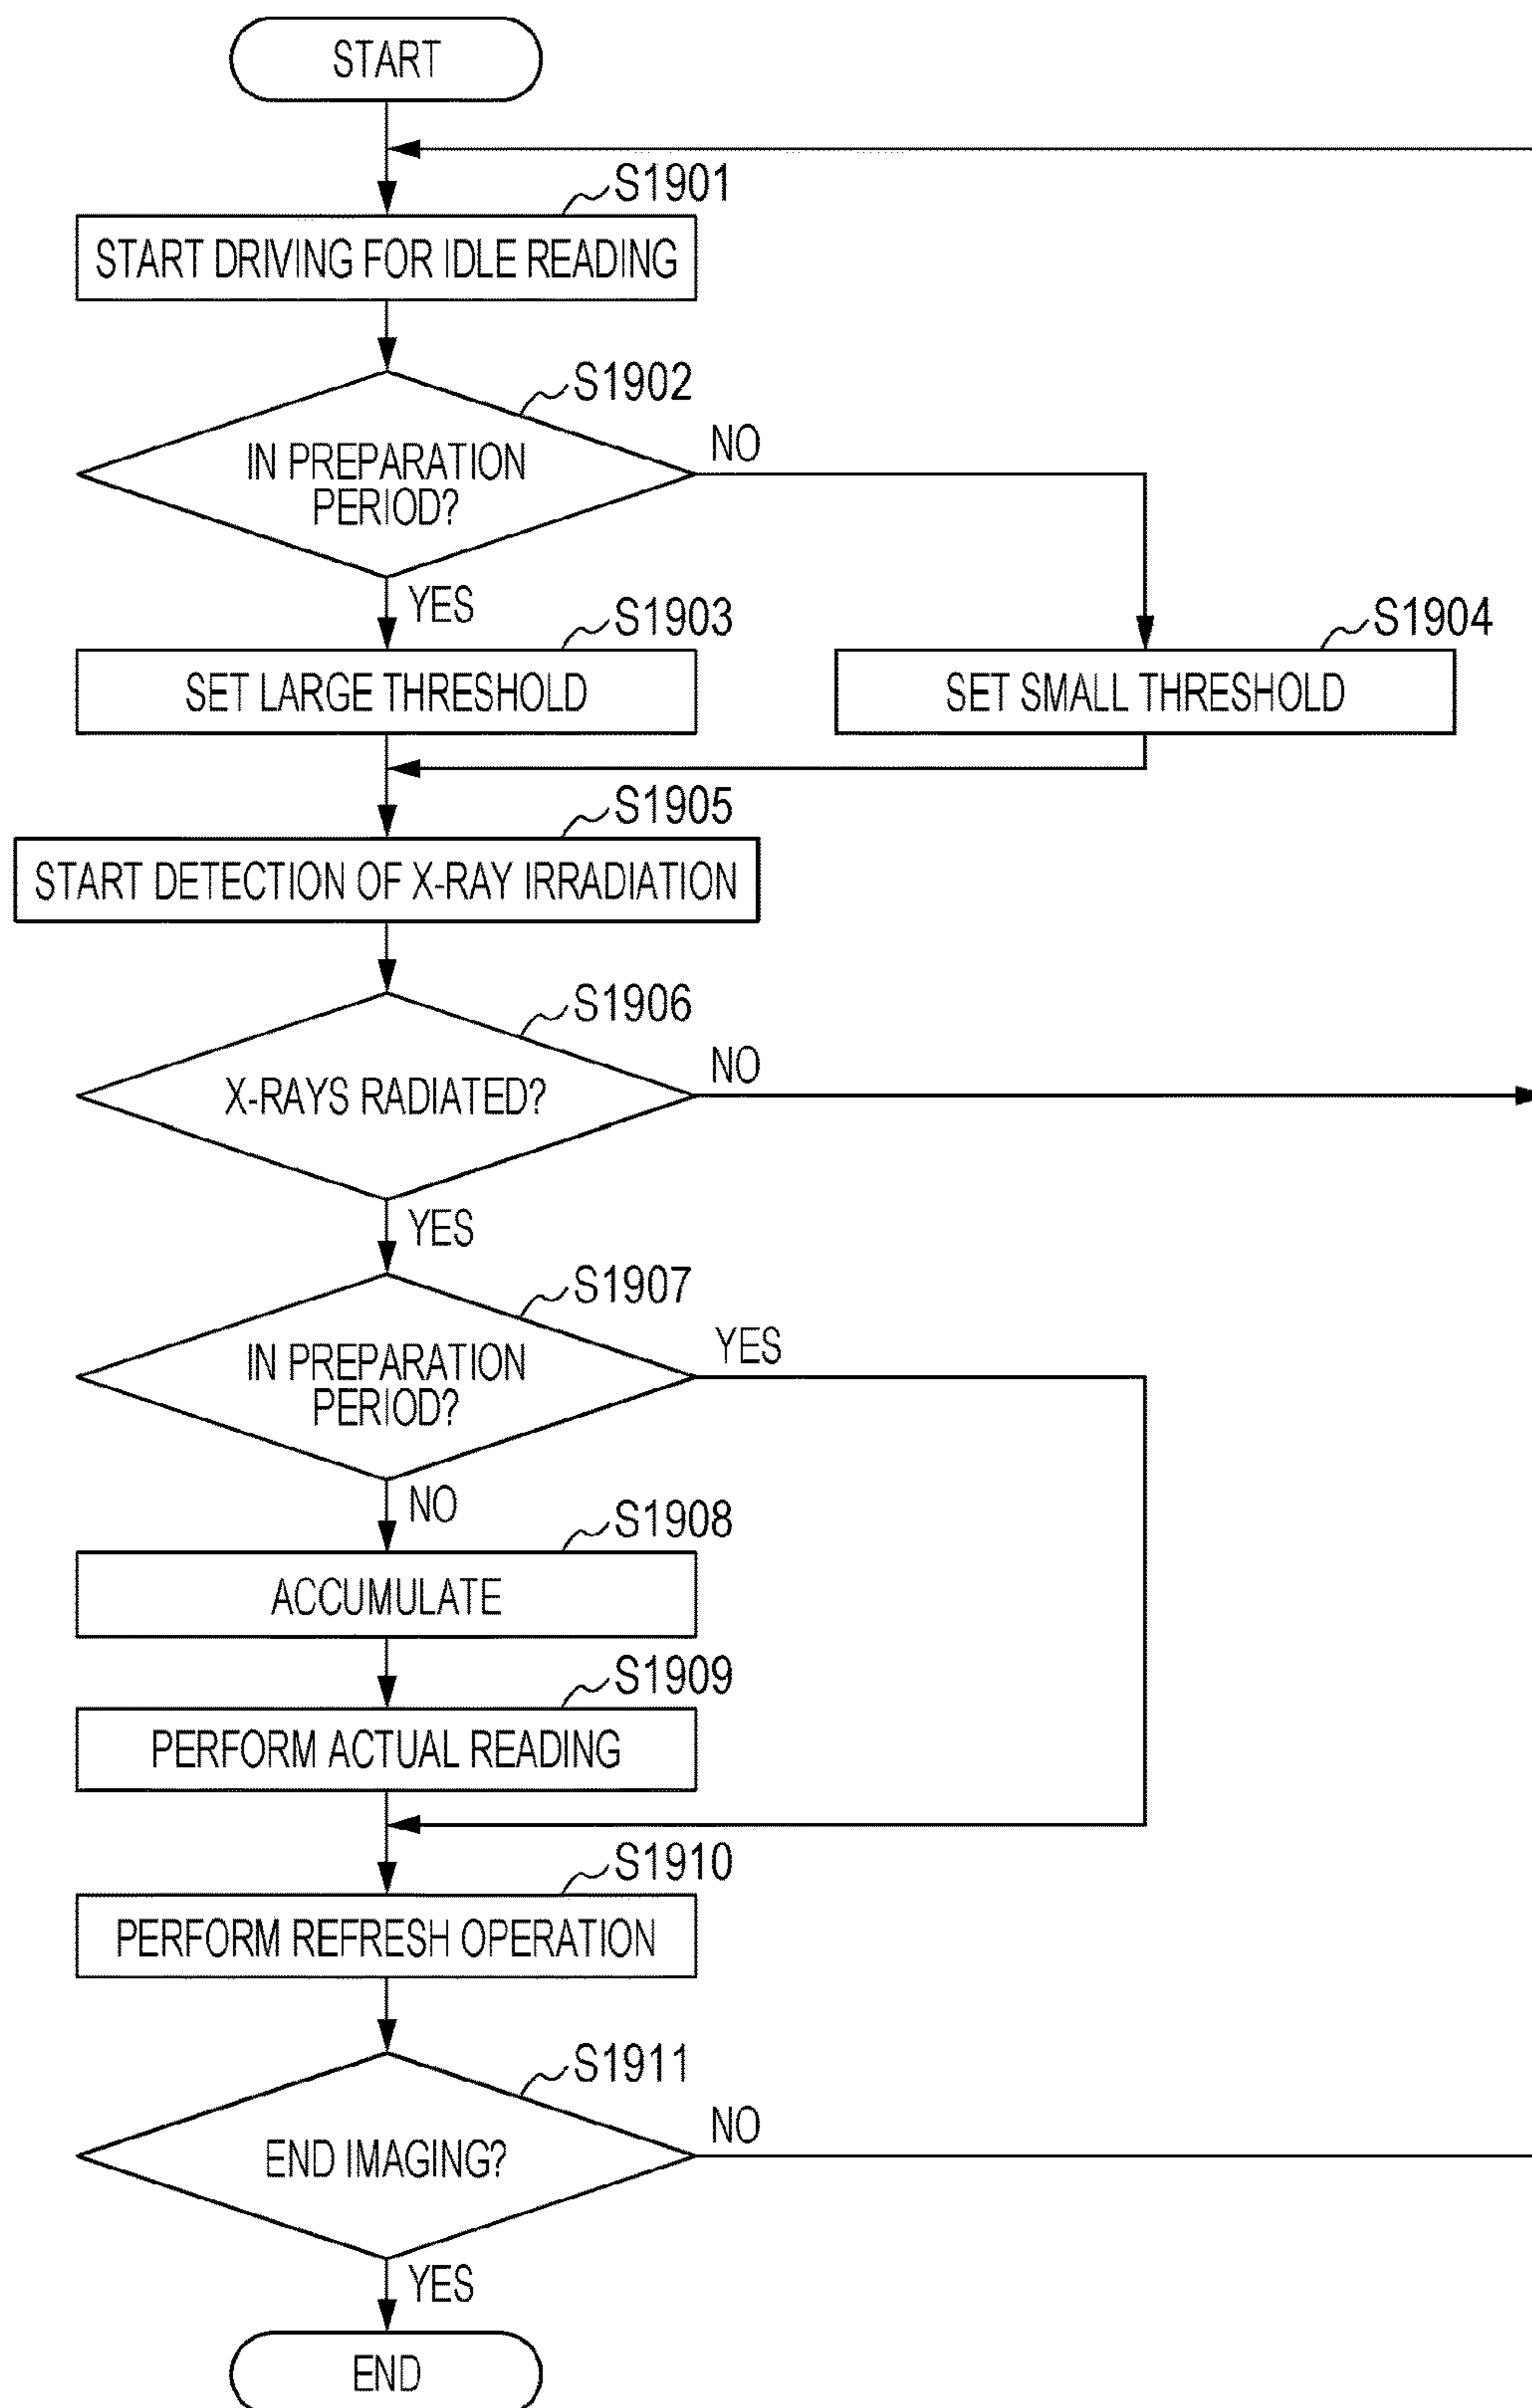 START
S1901
START DRIVING FOR IDLE READING
S1902
IN PREPARATION
PERIOD?
NO
YES
S1903
SET LARGE THRESHOLD
S1904
SET SMALL THRESHOLD
S1905
START DETECTION OF X-RAY IRRADIATION
S1906
X-RAYS RADIATED?
NO
YES
S1907
IN PREPARATION
PERIOD?
YES
NO
S1908
ACCUMULATE
S1909
PERFORM ACTUAL READING
S1910
PERFORM REFRESH OPERATION
S1911
END IMAGING?
NO
YES
END